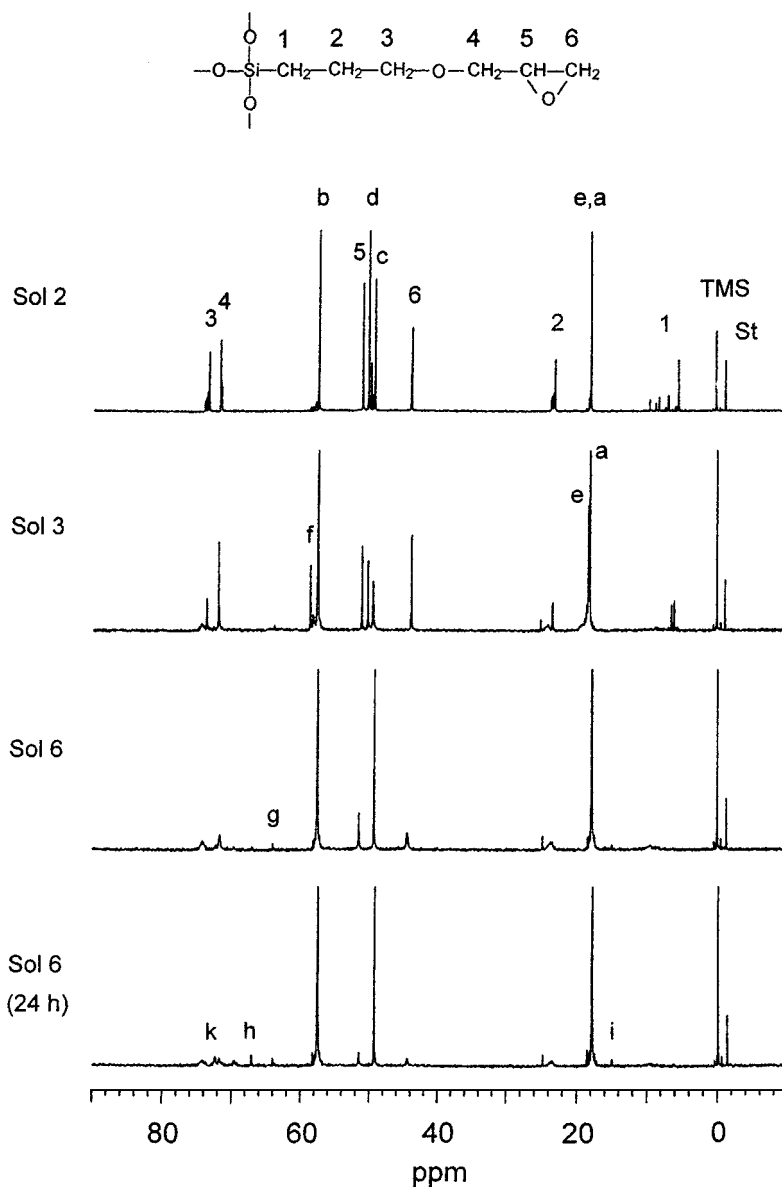 1 2 3 4 5 6
O
—O—Si—CH₂—CH₂—CH₂—O—CH₂—CH—CH₂
O O
b d e,a
5 c
Sol 2 3 4 6 2 1 TMS St
a
e
Sol 3 f
Sol 6
g
Sol 6
(24 h)
k h i
80 60 40 20 0
ppm